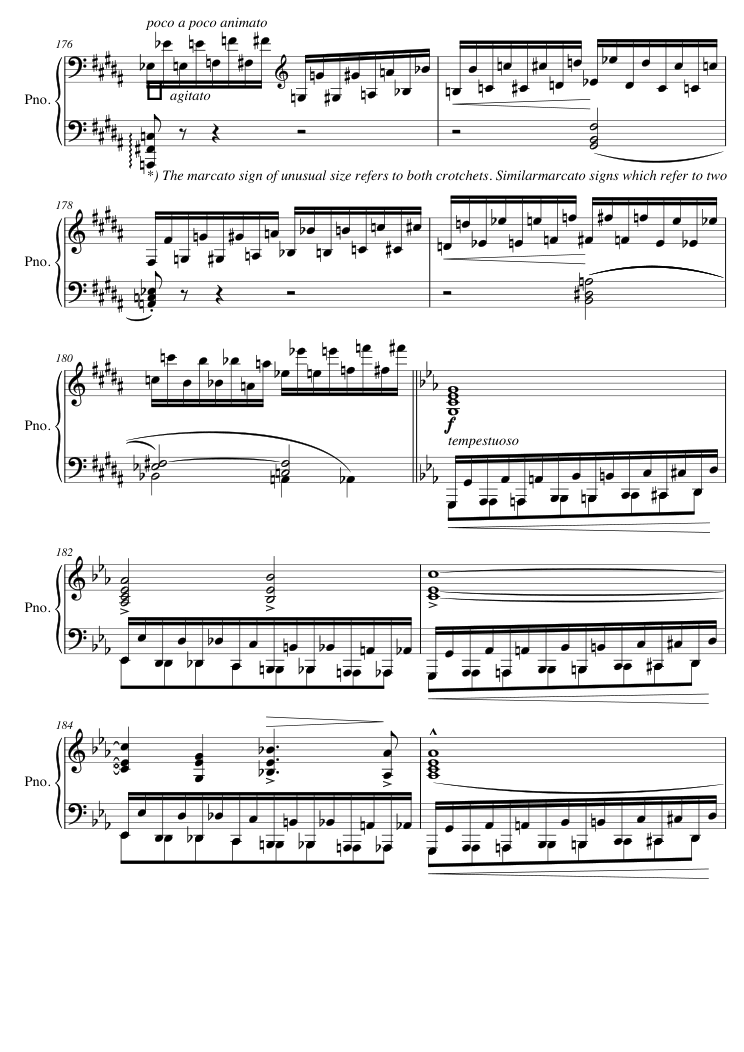 poco a poco animato
176
Pno.
agitato
*) The marcato sign of unusual size refers to both crotchets. Similarmarcato signs which refer to two
178
Pno.
180
Pno.
f
tempestuoso
182
Pno.
184
Pno.